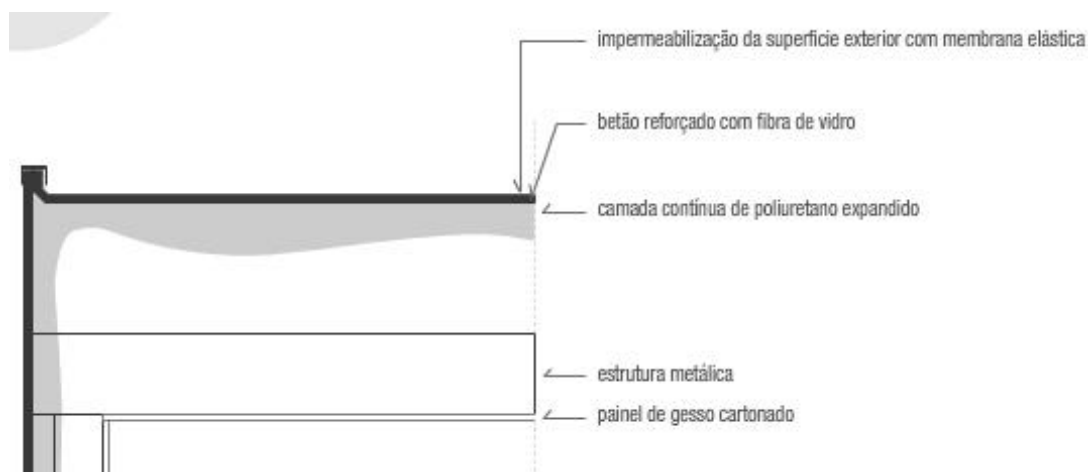 impermeabilização da superficie exterior com membrana elástica
betão reforçado com fibra de vidro
camada contínua de poliuretano expandido
estrutura metálica
painel de gesso cartonado